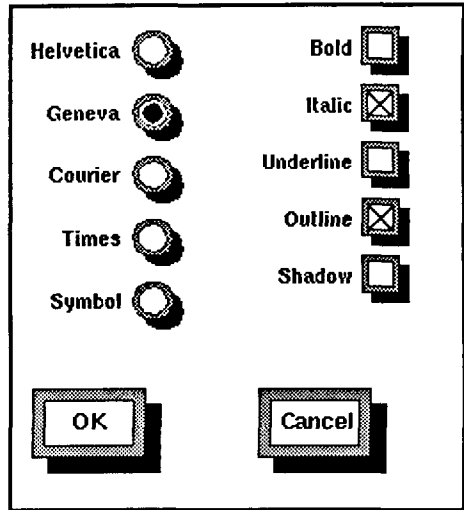 Helvetica
Geneva
Courier
Times
Symbol
Bold
Italic
Underline
Outline
Shadow
OK
Cancel